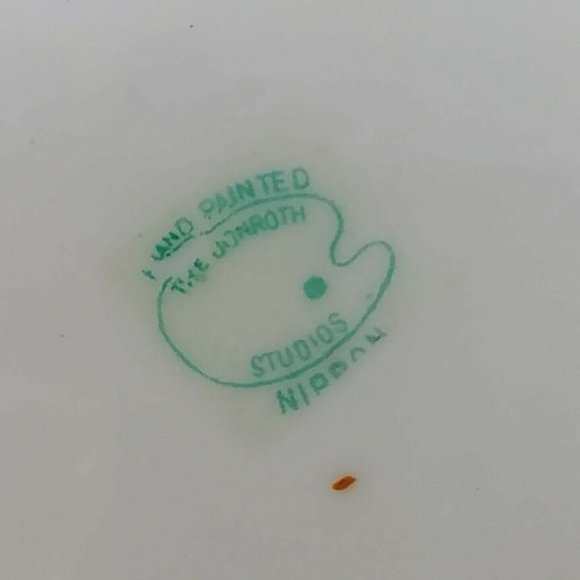 HAND PAINTED
THE JONROTH
STUDIOS
NIPPON